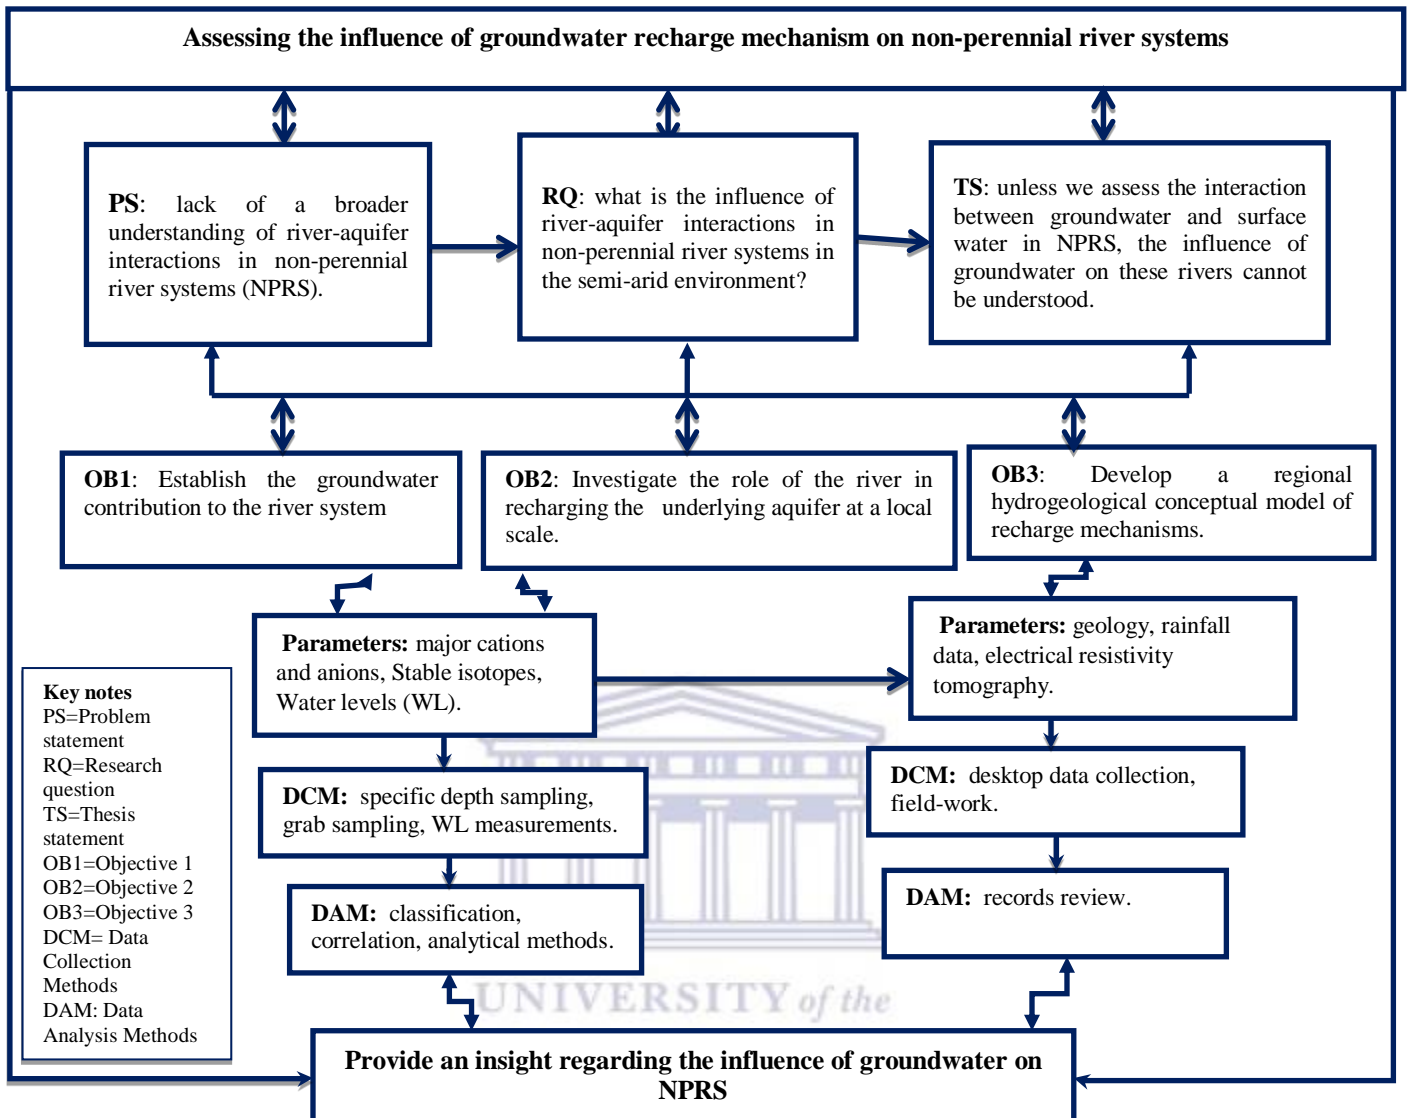 Assessing the influence of groundwater recharge mechanism on non-perennial river systems
PS: lack of a broader
understanding of river-aquifer
interactions in non-perennial
river systems (NPRS).
RQ: what is the influence of
river-aquifer interactions in
non-perennial river systems in
the semi-arid environment?
TS: unless we assess the interaction
between groundwater and surface
water in NPRS, the influence of
groundwater on these rivers cannot
be understood.
OB1: Establish the groundwater
contribution to the river system
OB2: Investigate the role of the river in
recharging the underlying aquifer at a local
scale.
OB3: Develop a regional
hydrogeological conceptual model of
recharge mechanisms.
Parameters: major cations
and anions, Stable isotopes,
Water levels (WL).
Parameters: geology, rainfall
data, electrical resistivity
tomography.
Key notes
PS=Problem
statement
RQ=Research
question
TS=Thesis
statement
OB1=Objective 1
OB2=Objective 2
OB3=Objective 3
DCM= Data
Collection
Methods
DAM: Data
Analysis Methods
DCM: specific depth sampling,
grab sampling, WL measurements.
DCM: desktop data collection,
field-work.
DAM: classification,
correlation, analytical methods.
DAM: records review.
UNIVERSITY of the
Provide an insight regarding the influence of groundwater on
NPRS